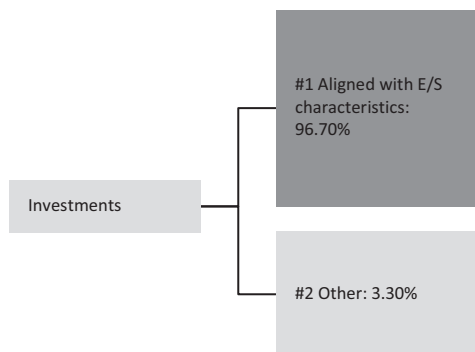 #1 Aligned with E/S
characteristics:
96.70%
Investments
#2 Other: 3.30%